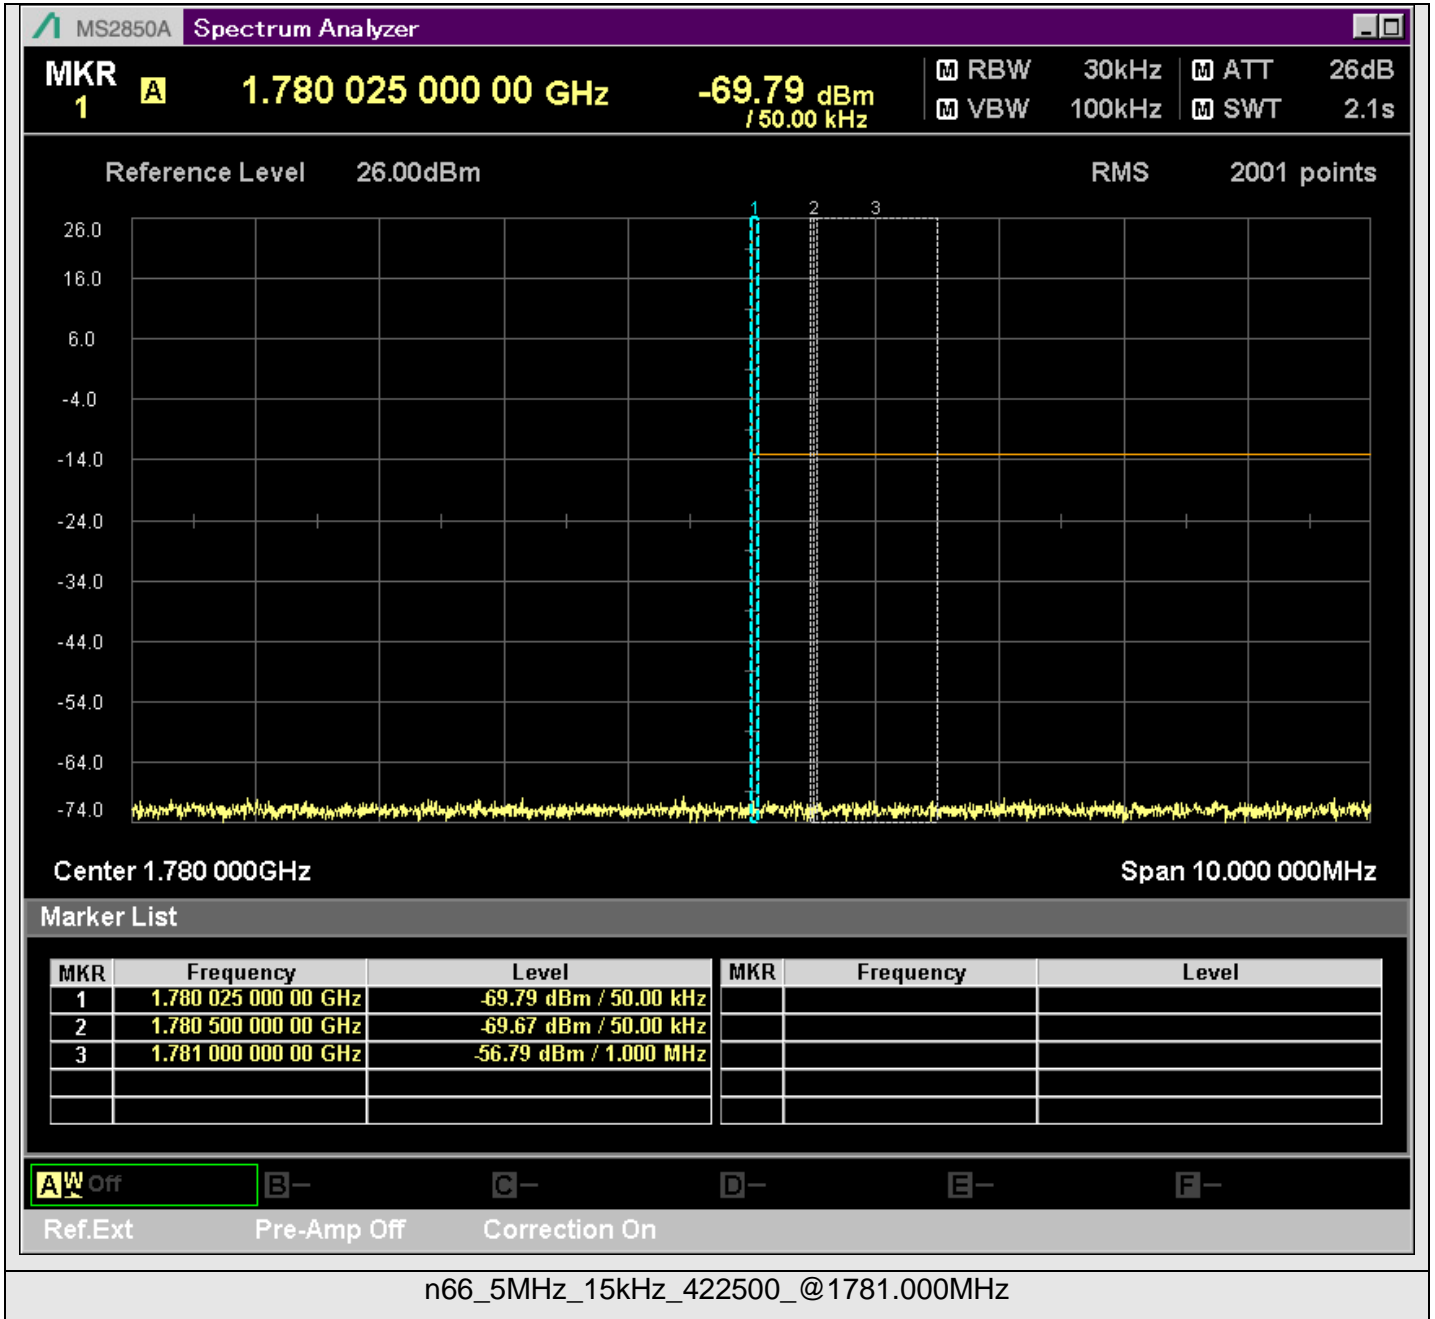 MS2850A Spectrum Analyzer
MKR 1 A 1.780 025 000 00 GHz -69.79 dBm / 50.00 kHz
M RBW 30kHz M ATT 26dB
M VBW 100kHz M SWT 2.1s
Reference Level 26.00dBm RMS 2001 points
1 2 3
26.0
16.0
6.0
-4.0
-14.0
-24.0
-34.0
-44.0
-54.0
-64.0
-74.0
Center 1.780 000GHz Span 10.000 000MHz
Marker List
MKR Frequency Level MKR Frequency Level
1 1.780 025 000 00 GHz -69.79 dBm / 50.00 kHz
2 1.780 500 000 00 GHz -69.67 dBm / 50.00 kHz
3 1.781 000 000 00 GHz -56.79 dBm / 1.000 MHz
A W Off B - C - D - E - F -
Ref.Ext Pre-Amp Off Correction On
n66_5MHz_15kHz_422500_@1781.000MHz